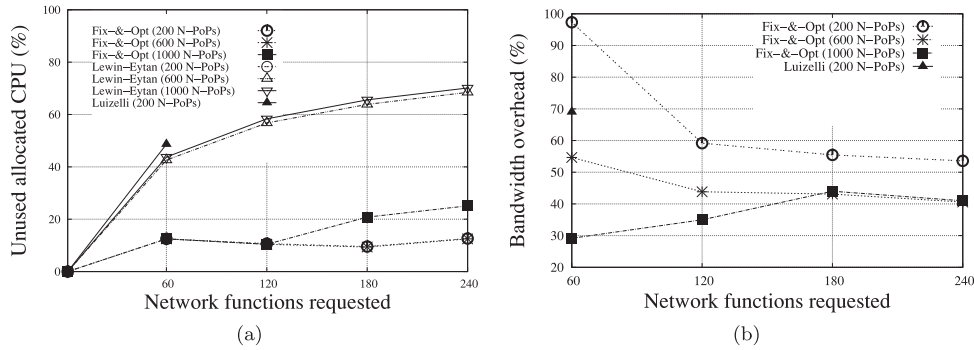 Unused allocated CPU (%)
100
80
60
40
20
0
Fix–&–Opt (200 N–PoPs)
Fix–&–Opt (600 N–PoPs)
Fix–&–Opt (1000 N–PoPs)
Lewin–Eytan (200 N–PoPs)
Lewin–Eytan (600 N–PoPs)
Lewin–Eytan (1000 N–PoPs)
Luizelli (200 N–PoPs)
60 120 180 240
Network functions requested
(a)
Bandwidth overhead (%)
100
90
80
70
60
50
40
30
20
Fix–&–Opt (200 N–PoPs)
Fix–&–Opt (600 N–PoPs)
Fix–&–Opt (1000 N–PoPs)
Luizelli (200 N–PoPs)
60 120 180 240
Network functions requested
(b)